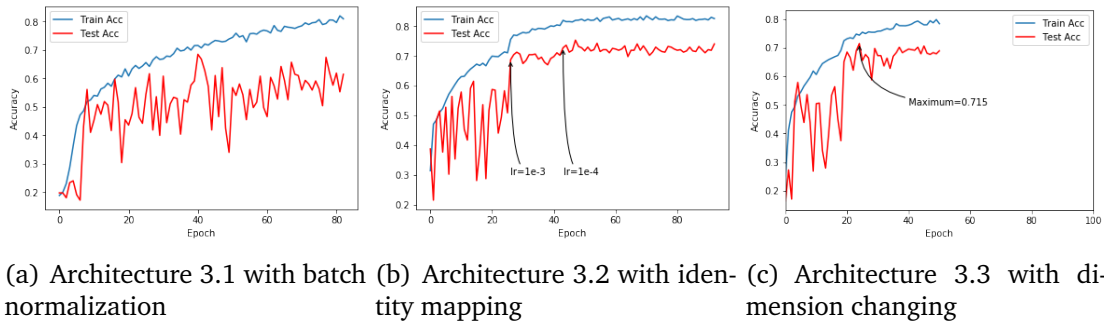 Train Acc
Test Acc
Accuracy
0.8
0.7
0.6
0.5
0.4
0.3
0.2
0 20 40 60 80
Epoch
Train Acc
Test Acc
Accuracy
0.8
0.7
0.6
0.5
0.4
0.3
0.2
lr=1e-3
lr=1e-4
0 20 40 60 80
Epoch
Train Acc
Test Acc
Accuracy
0.8
0.7
0.6
0.5
0.4
0.3
0.2
Maximum=0.715
0 20 40 60 80 100
Epoch
(a) Architecture 3.1 with batch
normalization
(b) Architecture 3.2 with iden-
tity mapping
(c) Architecture 3.3 with di-
mension changing